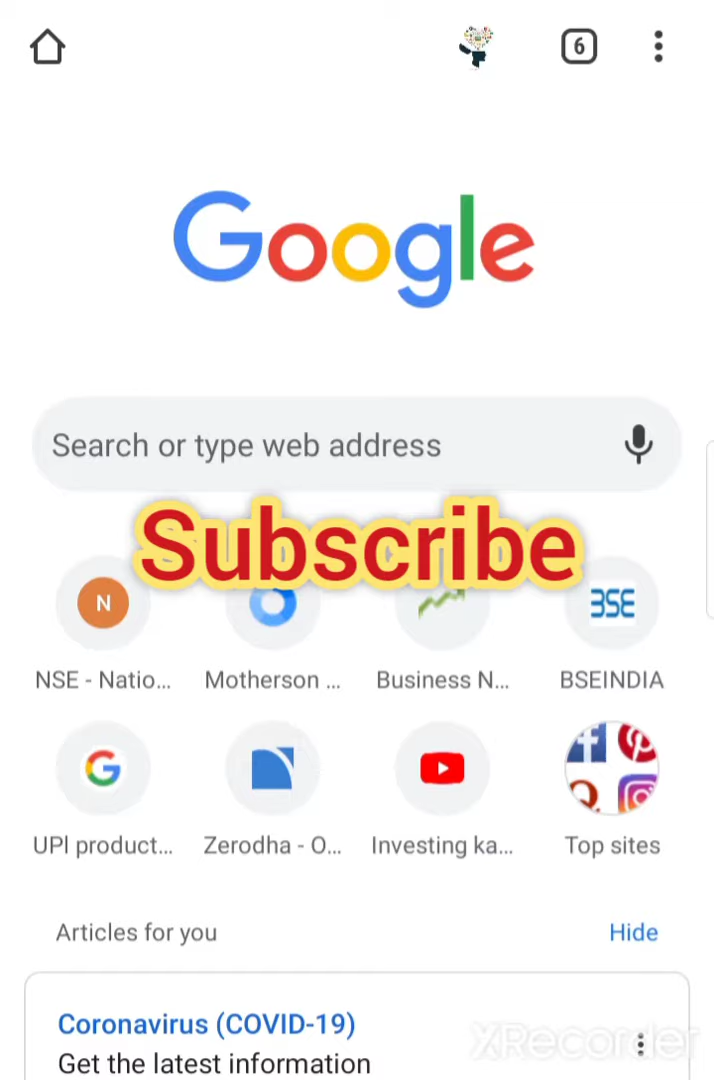 6
Google
Search or type web address
Subscribe
N
BSE
NSE - Natio...
Motherson ...
Business N...
BSEINDIA
UPI product...
Zerodha - O...
Investing ka...
Top sites
Articles for you
Hide
Coronavirus (COVID-19)
Get the latest information
XRecorder